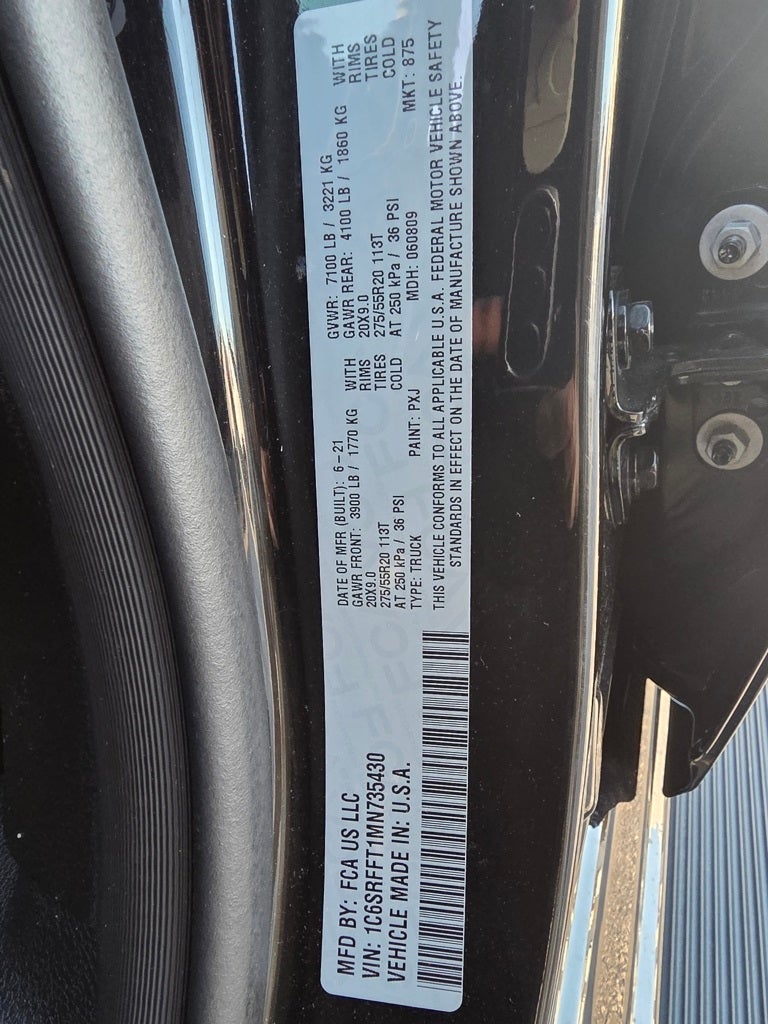 MFD BY: FCA US LLC
VIN: 1C6SRFFT1MN735430
VEHICLE MADE IN: U.S.A.
DATE OF MFR (BUILT): 6-21
GAWR FRONT: 3900 LB / 1770 KG WITH
20X9.0 RIMS
275/55R20 113T TIRES
AT 250 kPa / 36 PSI COLD
TYPE: TRUCK PAINT: PXJ
GVWR: 7100 LB / 3221 KG
GAWR REAR: 4100 LB / 1860 KG WITH
20X9.0 RIMS
275/55R20 113T TIRES
AT 250 kPa / 36 PSI COLD
MDH: 060809 MKT: 875
THIS VEHICLE CONFORMS TO ALL APPLICABLE U.S.A. FEDERAL MOTOR VEHICLE SAFETY
STANDARDS IN EFFECT ON THE DATE OF MANUFACTURE SHOWN ABOVE.